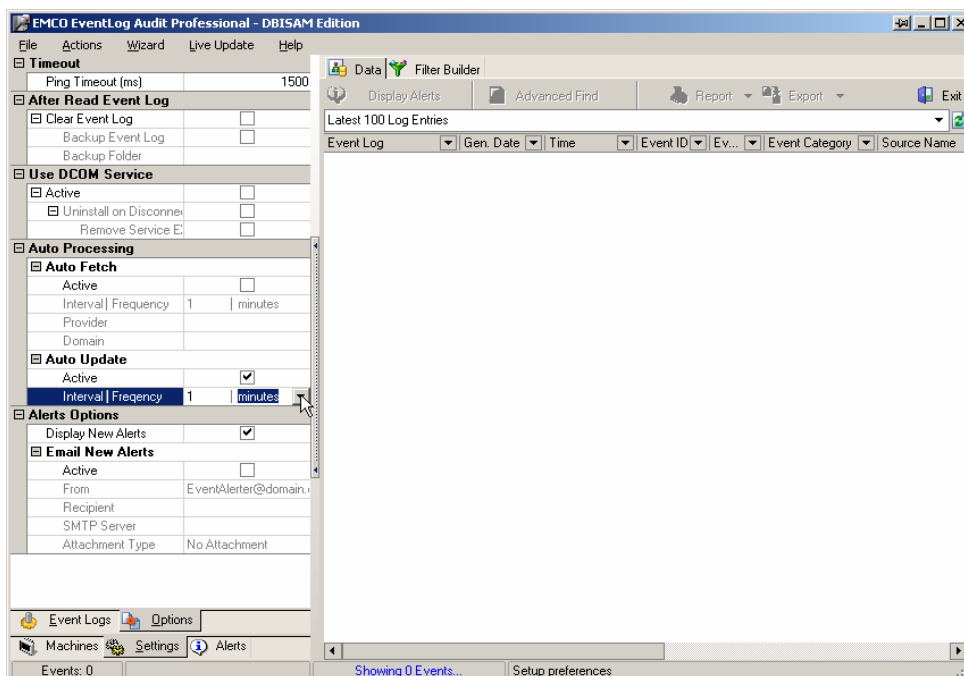 EMCO EventLog Audit Professional - DBISAM Edition
File Actions Wizard Live Update Help
Timeout
Ping Timeout (ms) 1500
After Read Event Log
Clear Event Log
Backup Event Log
Backup Folder
Use DCOM Service
Active
Uninstall on Disconne
Remove Service E
Auto Processing
Auto Fetch
Active
Interval | Frequency 1 | minutes
Provider
Domain
Auto Update
Active
Interval | Freqency 1 | minutes
Alerts Options
Display New Alerts
Email New Alerts
Active
From EventAlerter@domain.
Recipient
SMTP Server
Attachment Type No Attachment
Event Logs Options
Machines Settings Alerts
Data Filter Builder
Display Alerts Advanced Find Report Export Exit
Latest 100 Log Entries
Event Log Gen. Date Time Event ID Ev... Event Category Source Name
Events: 0 Showing 0 Events... Setup preferences